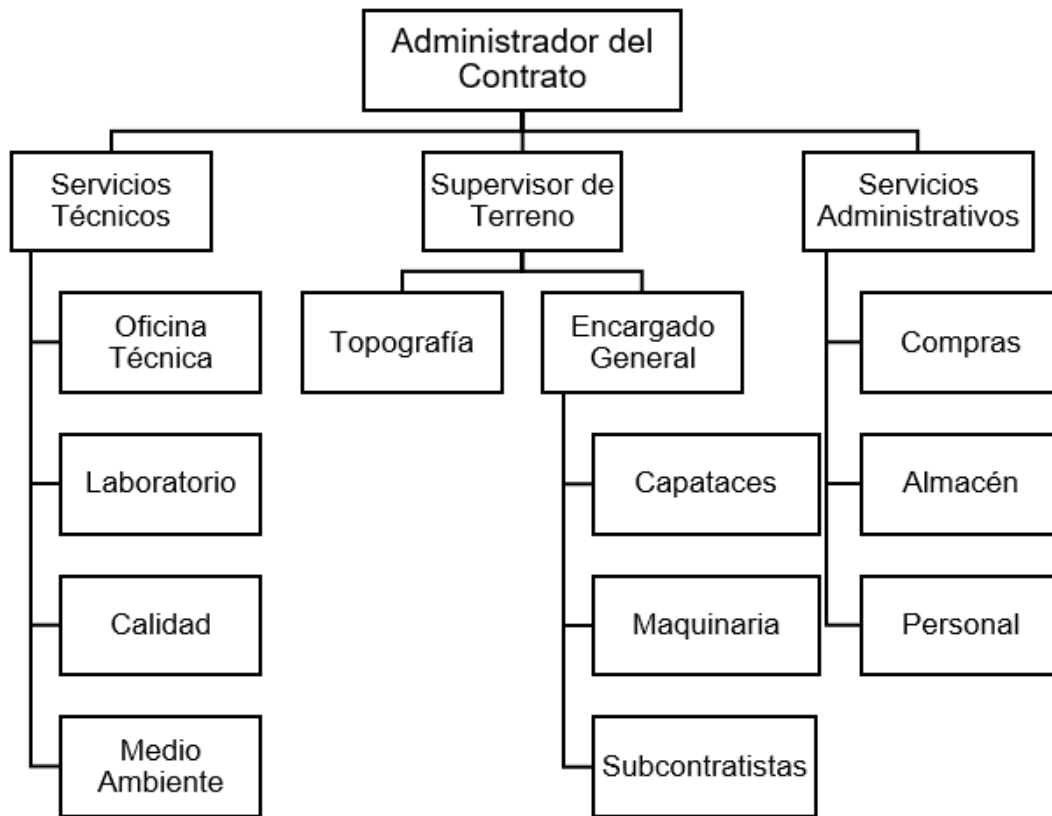 Administrador del
Contrato
Servicios
Técnicos
Supervisor de
Terreno
Servicios
Administrativos
Oficina
Técnica
Topografía
Encargado
General
Compras
Laboratorio
Capataces
Almacén
Calidad
Maquinaria
Personal
Medio
Ambiente
Subcontratistas